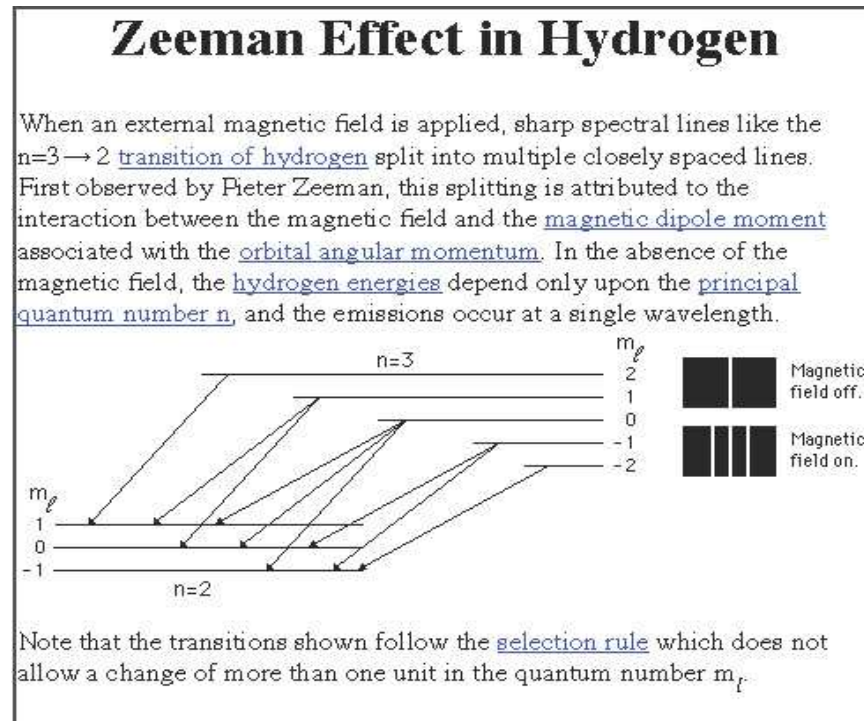 Zeeman Effect in Hydrogen
When an external magnetic field is applied, sharp spectral lines like the
n=3→2 transition of hydrogen split into multiple closely spaced lines.
First observed by Pieter Zeeman, this splitting is attributed to the
interaction between the magnetic field and the magnetic dipole moment
associated with the orbital angular momentum. In the absence of the
magnetic field, the hydrogen energies depend only upon the principal
quantum number n, and the emissions occur at a single wavelength.
n=3
mℓ
2
1
0
-1
-2
Magnetic
field off.
Magnetic
field on.
mℓ
1
0
-1
n=2
Note that the transitions shown follow the selection rule which does not
allow a change of more than one unit in the quantum number mℓ.